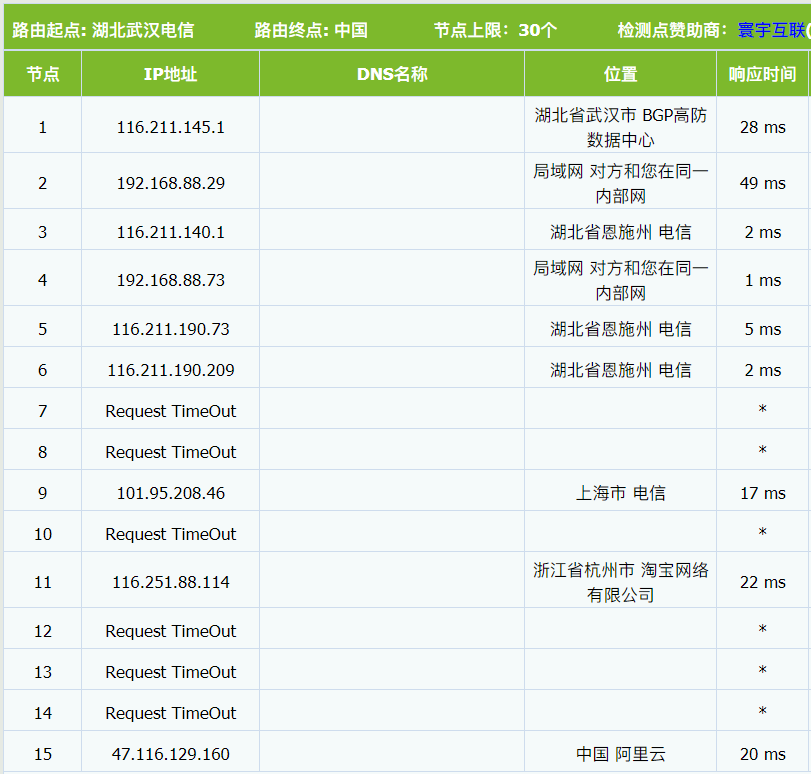 路由起点: 湖北武汉电信 路由终点: 中国 节点上限：30个 检测点赞助商： 寰宇互联(
节点 IP地址 DNS名称 位置 响应时间
1 116.211.145.1 湖北省武汉市 BGP高防
数据中心 28 ms
2 192.168.88.29 局域网 对方和您在同一
内部网 49 ms
3 116.211.140.1 湖北省恩施州 电信 2 ms
4 192.168.88.73 局域网 对方和您在同一
内部网 1 ms
5 116.211.190.73 湖北省恩施州 电信 5 ms
6 116.211.190.209 湖北省恩施州 电信 2 ms
7 Request TimeOut *
8 Request TimeOut *
9 101.95.208.46 上海市 电信 17 ms
10 Request TimeOut *
11 116.251.88.114 浙江省杭州市 淘宝网络
有限公司 22 ms
12 Request TimeOut *
13 Request TimeOut *
14 Request TimeOut *
15 47.116.129.160 中国 阿里云 20 ms